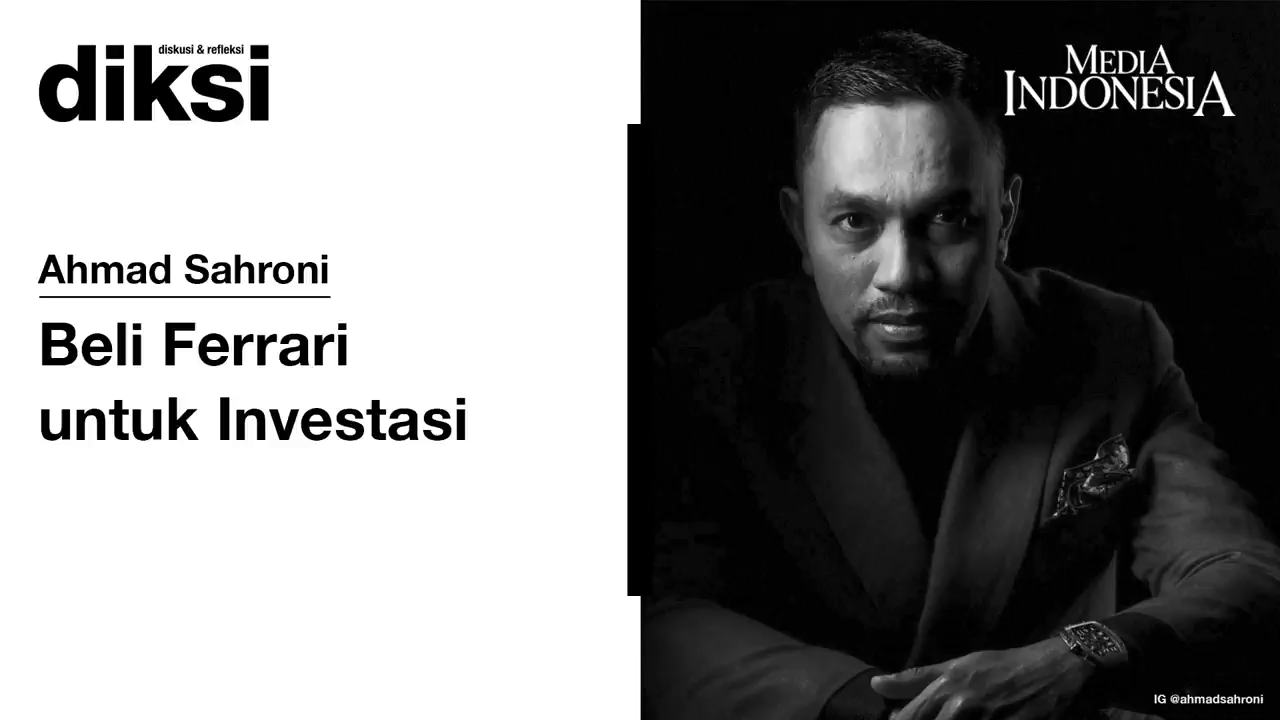 diskusi & refleksi
diksi
MEDIA
INDONESIA
Ahmad Sahroni
Beli Ferrari
untuk Investasi
IG @ahmadsahroni